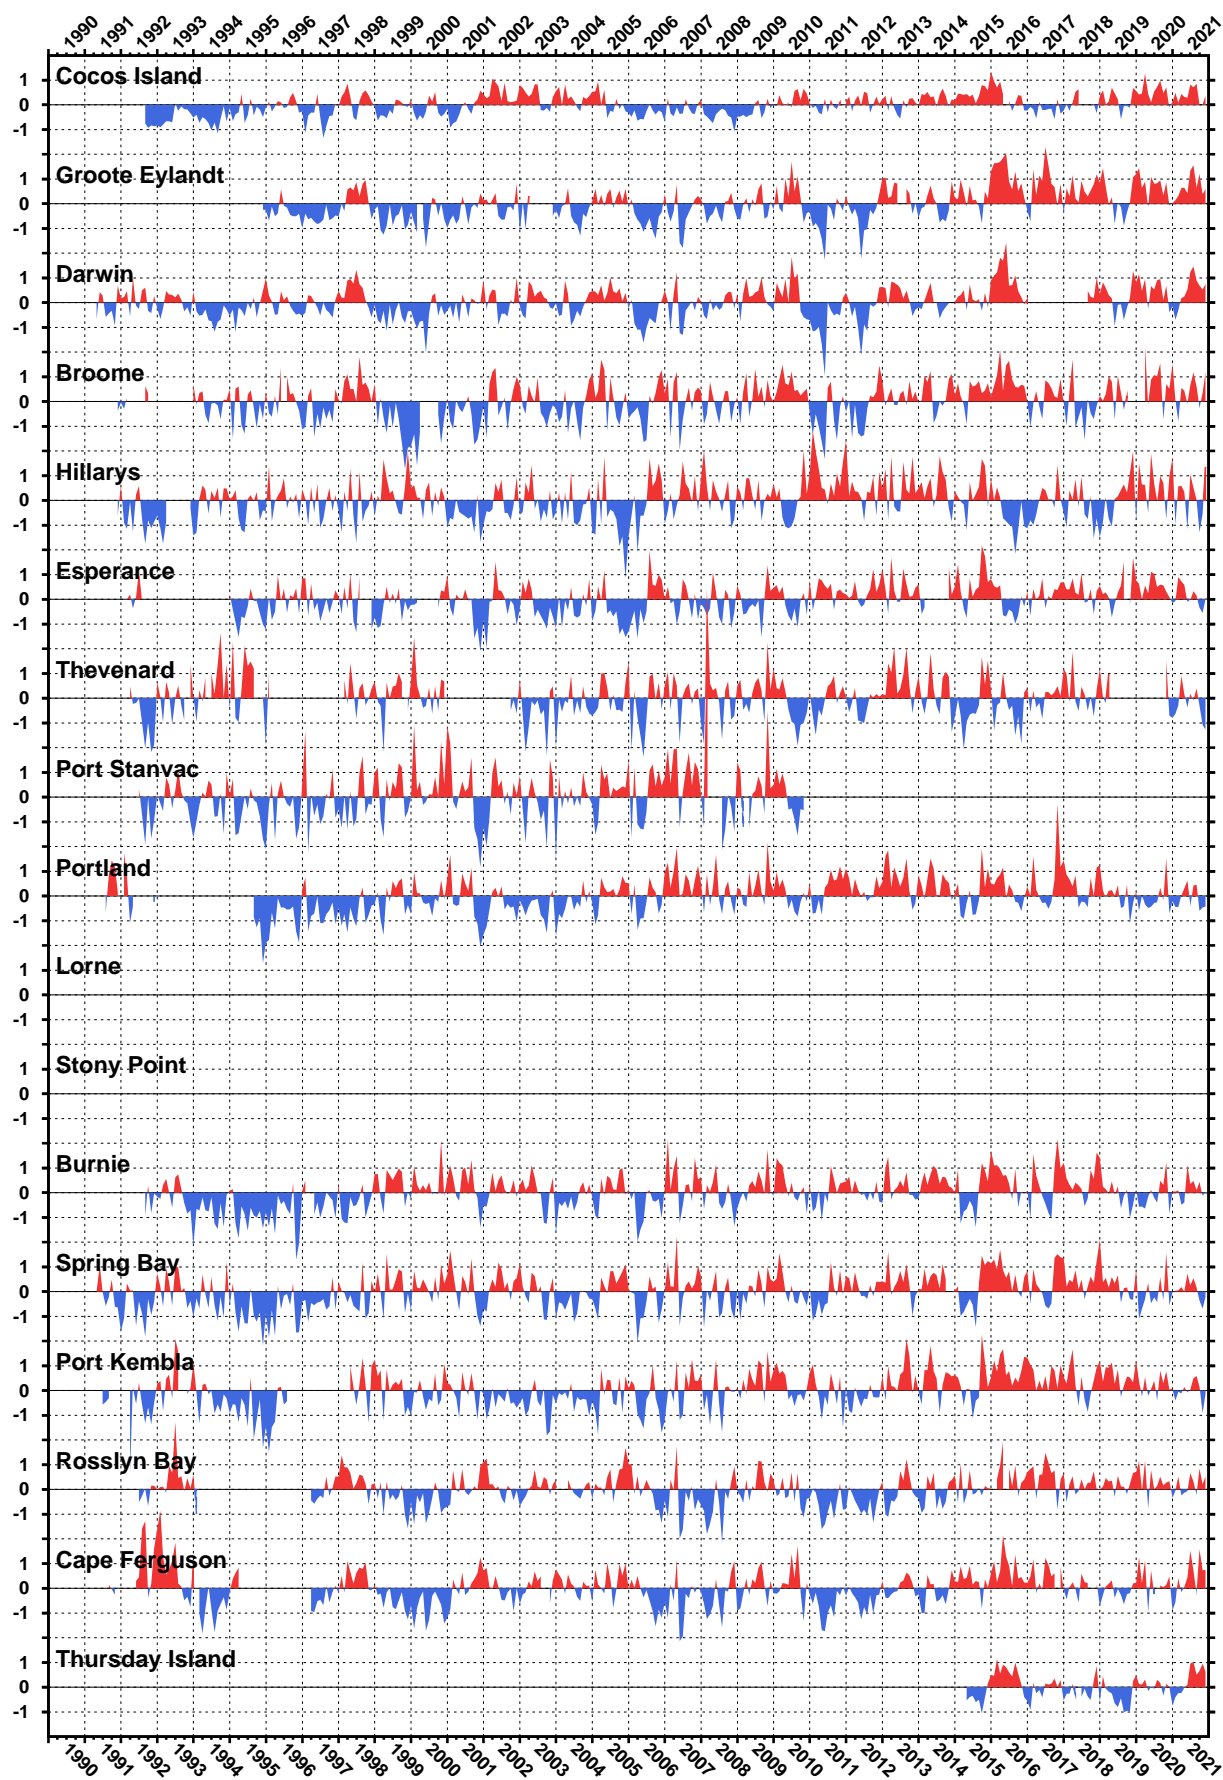 1990 1991 1992 1993 1994 1995 1996 1997 1998 1999 2000 2001 2002 2003 2004 2005 2006 2007 2008 2009 2010 2011 2012 2013 2014 2015 2016 2017 2018 2019 2020 2021
1 Cocos Island
0
-1
1 Groote Eylandt
0
-1
1 Darwin
0
-1
1 Broome
0
-1
1 Hillarys
0
-1
1 Esperance
0
-1
1 Thevenard
0
-1
1 Port Stanvac
0
-1
1 Portland
0
-1
1 Lorne
0
-1
1 Stony Point
0
-1
1 Burnie
0
-1
1 Spring Bay
0
-1
1 Port Kembla
0
-1
1 Rosslyn Bay
0
-1
1 Cape Ferguson
0
-1
1 Thursday Island
0
-1
1990 1991 1992 1993 1994 1995 1996 1997 1998 1999 2000 2001 2002 2003 2004 2005 2006 2007 2008 2009 2010 2011 2012 2013 2014 2015 2016 2017 2018 2019 2020 2021